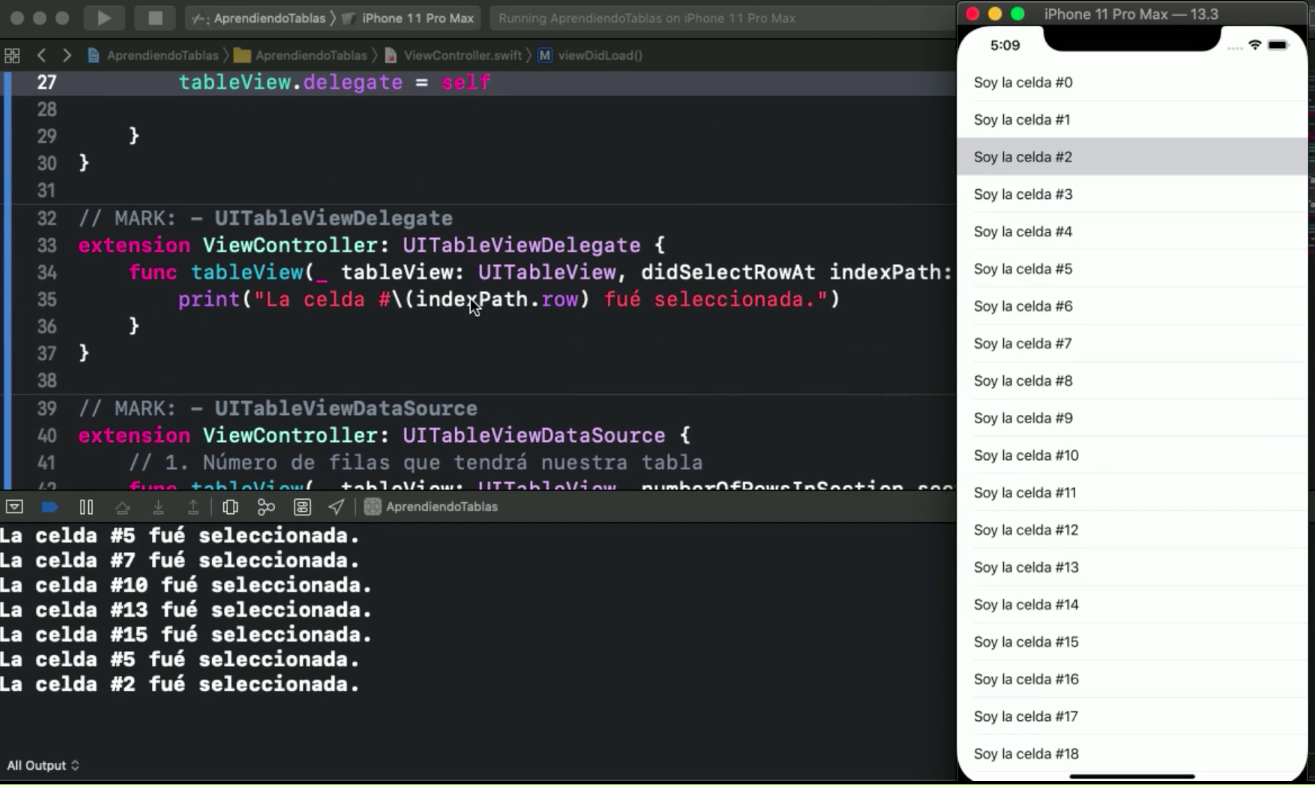 AprendiendoTablas › iPhone 11 Pro Max
Running AprendiendoTablas on iPhone 11 Pro Max
AprendiendoTablas › AprendiendoTablas › ViewController.swift › M viewDidLoad()
27 tableView.delegate = self
28
29 }
30 }
31
32 // MARK: - UITableViewDelegate
33 extension ViewController: UITableViewDelegate {
34 func tableView(_ tableView: UITableView, didSelectRowAt indexPath:
35 print("La celda #\(indexPath.row) fué seleccionada.")
36 }
37 }
38
39 // MARK: - UITableViewDataSource
40 extension ViewController: UITableViewDataSource {
41 // 1. Número de filas que tendrá nuestra tabla
42 func tableView(_ tableView: UITableView, numberOfRowsInSection sec
AprendiendoTablas
La celda #5 fué seleccionada.
La celda #7 fué seleccionada.
La celda #10 fué seleccionada.
La celda #13 fué seleccionada.
La celda #15 fué seleccionada.
La celda #5 fué seleccionada.
La celda #2 fué seleccionada.
All Output
iPhone 11 Pro Max — 13.3
5:09
Soy la celda #0
Soy la celda #1
Soy la celda #2
Soy la celda #3
Soy la celda #4
Soy la celda #5
Soy la celda #6
Soy la celda #7
Soy la celda #8
Soy la celda #9
Soy la celda #10
Soy la celda #11
Soy la celda #12
Soy la celda #13
Soy la celda #14
Soy la celda #15
Soy la celda #16
Soy la celda #17
Soy la celda #18